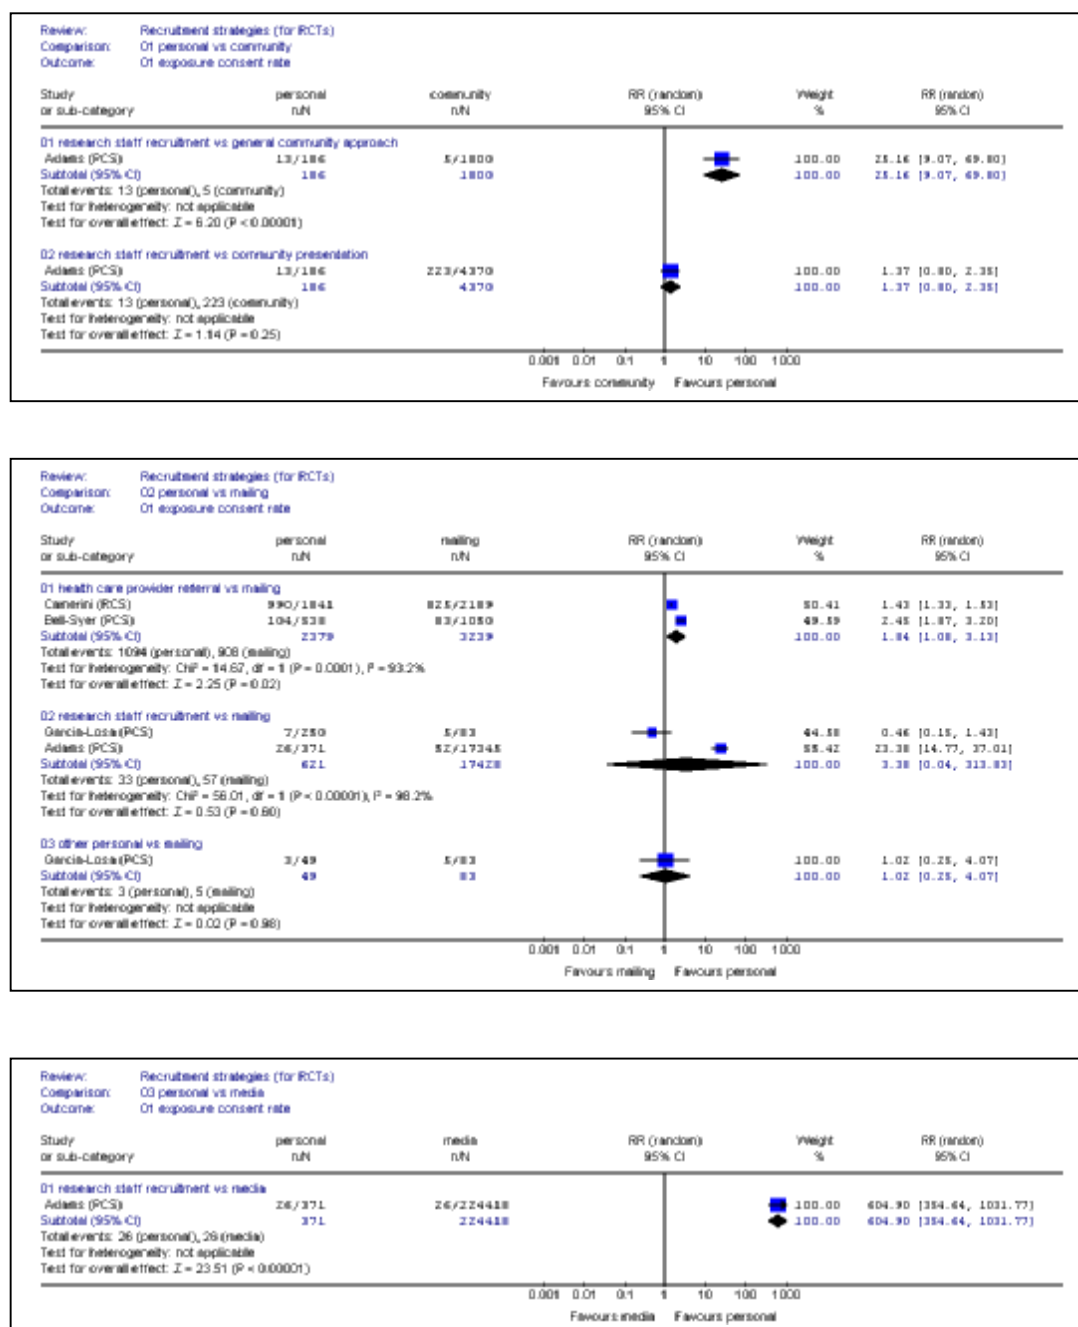 Review: Recruitment strategies (for RCTs)
Comparison: 01 personal vs community
Outcome: 01 exposure consent rate
Study personal community RR (random) Weight RR (random)
or sub-category n/N n/N 95% CI % 95% CI
01 research staff recruitment vs general community approach
Adams (PCS) 13/186 5/1800 100.00 25.16 [9.07, 69.80]
Subtotal (95% CI) 186 1800 100.00 25.16 [9.07, 69.80]
Total events: 13 (personal), 5 (community)
Test for heterogeneity: not applicable
Test for overall effect: Z = 6.20 (P < 0.00001)
02 research staff recruitment vs community presentation
Adams (PCS) 13/186 223/4370 100.00 1.37 [0.80, 2.35]
Subtotal (95% CI) 186 4370 100.00 1.37 [0.80, 2.35]
Total events: 13 (personal), 223 (community)
Test for heterogeneity: not applicable
Test for overall effect: Z = 1.14 (P = 0.25)
0.001 0.01 0.1 1 10 100 1000
Favours community Favours personal
Review: Recruitment strategies (for RCTs)
Comparison: 02 personal vs mailing
Outcome: 01 exposure consent rate
Study personal mailing RR (random) Weight RR (random)
or sub-category n/N n/N 95% CI % 95% CI
01 health care provider referral vs mailing
Camerini (RCS) 990/1841 825/2189 50.41 1.43 [1.33, 1.53]
Bell-Syer (PCS) 104/538 83/1050 49.59 2.45 [1.87, 3.20]
Subtotal (95% CI) 2379 3239 100.00 1.84 [1.08, 3.13]
Total events: 1094 (personal), 908 (mailing)
Test for heterogeneity: Chi² = 14.67, df = 1 (P = 0.0001), I² = 93.2%
Test for overall effect: Z = 2.25 (P = 0.02)
02 research staff recruitment vs mailing
Garcia-Losa (PCS) 7/250 5/83 44.58 0.46 [0.15, 1.43]
Adams (PCS) 26/371 52/17345 55.42 23.38 [14.77, 37.01]
Subtotal (95% CI) 621 17428 100.00 3.38 [0.04, 313.83]
Total events: 33 (personal), 57 (mailing)
Test for heterogeneity: Chi² = 56.01, df = 1 (P < 0.00001), I² = 98.2%
Test for overall effect: Z = 0.53 (P = 0.60)
03 other personal vs mailing
Garcia-Losa (PCS) 3/49 5/83 100.00 1.02 [0.25, 4.07]
Subtotal (95% CI) 49 83 100.00 1.02 [0.25, 4.07]
Total events: 3 (personal), 5 (mailing)
Test for heterogeneity: not applicable
Test for overall effect: Z = 0.02 (P = 0.98)
0.001 0.01 0.1 1 10 100 1000
Favours mailing Favours personal
Review: Recruitment strategies (for RCTs)
Comparison: 03 personal vs media
Outcome: 01 exposure consent rate
Study personal media RR (random) Weight RR (random)
or sub-category n/N n/N 95% CI % 95% CI
01 research staff recruitment vs media
Adams (PCS) 26/371 26/224418 100.00 604.90 [354.64, 1031.77]
Subtotal (95% CI) 371 224418 100.00 604.90 [354.64, 1031.77]
Total events: 26 (personal), 26 (media)
Test for heterogeneity: not applicable
Test for overall effect: Z = 23.51 (P < 0.00001)
0.001 0.01 0.1 1 10 100 1000
Favours media Favours personal